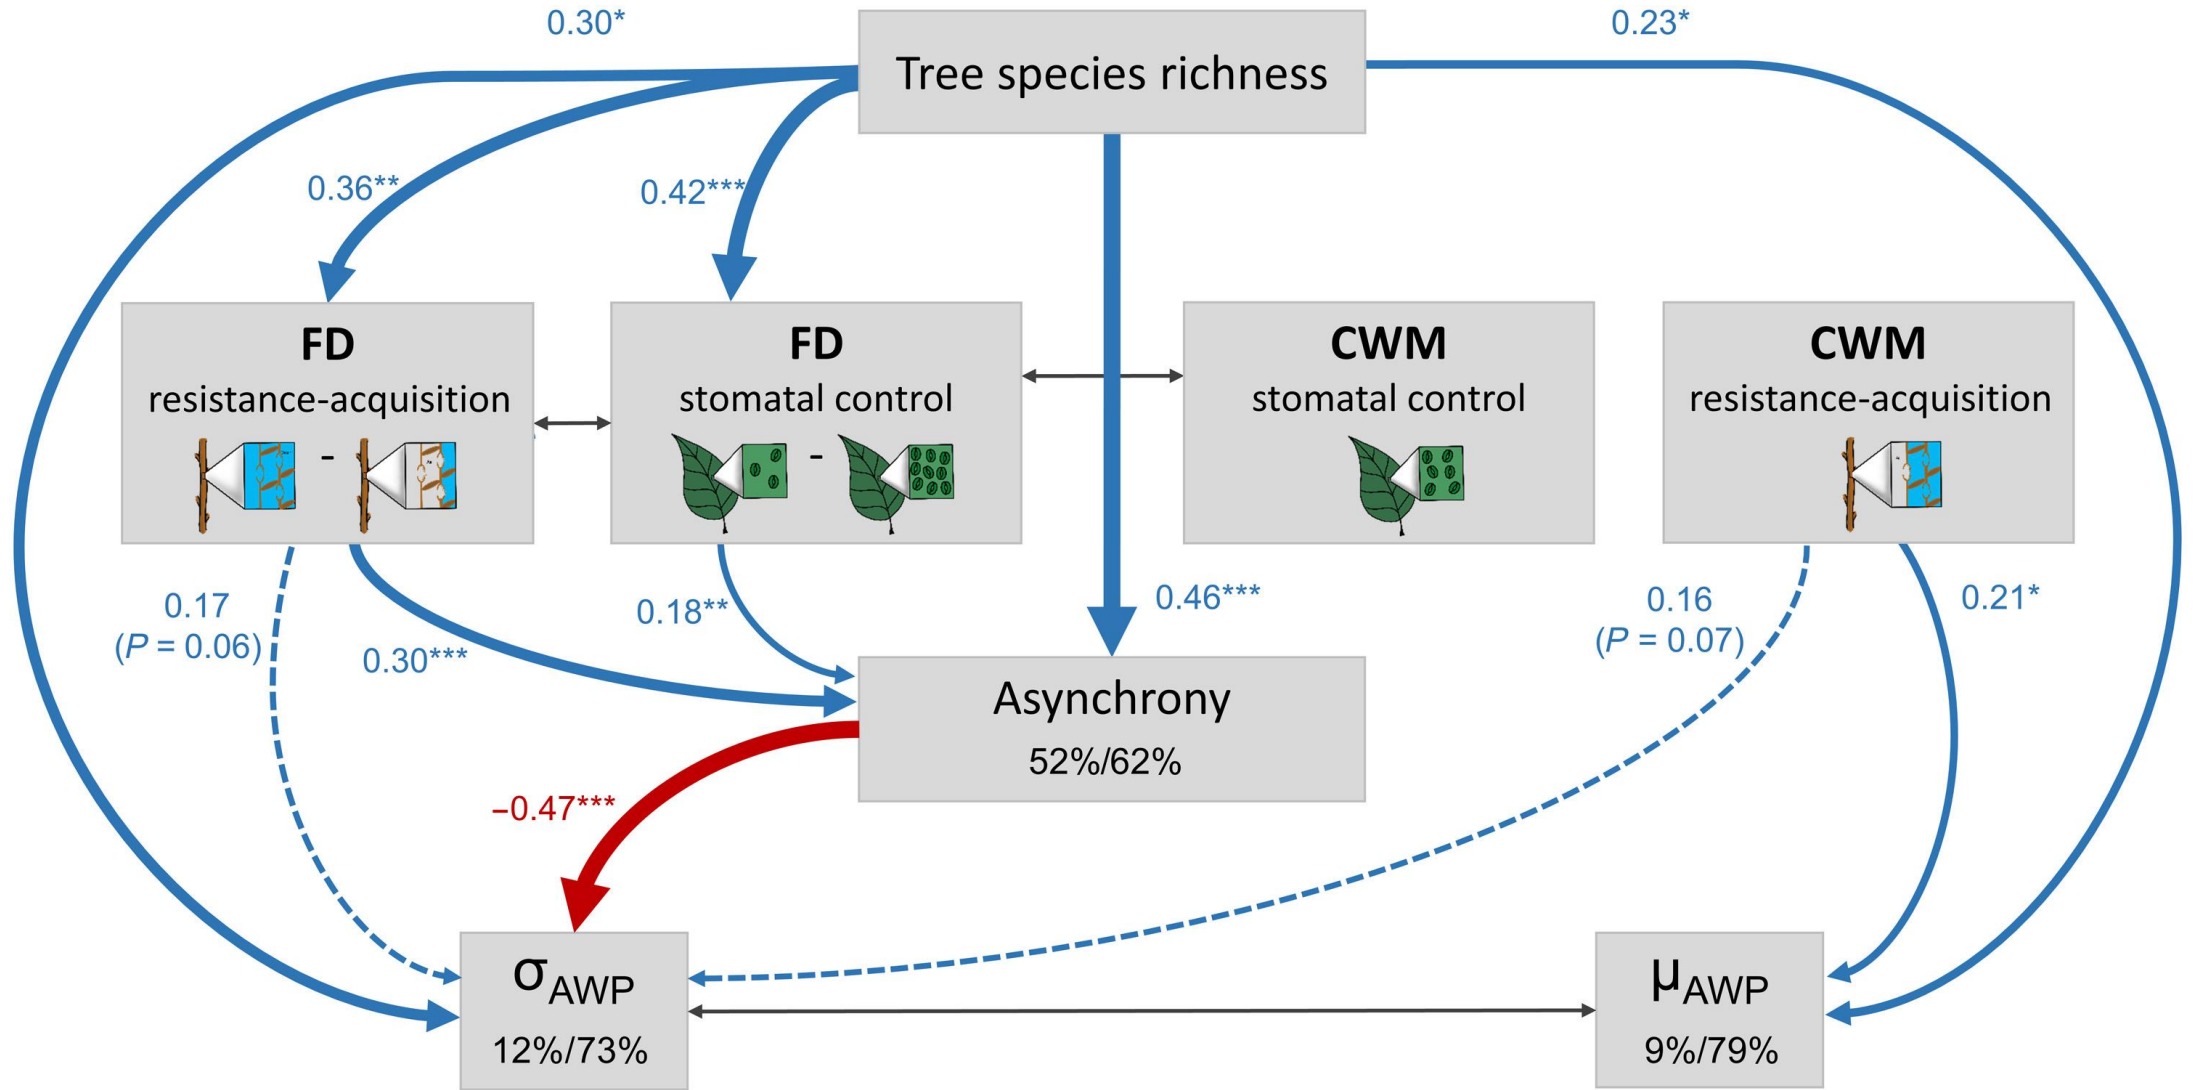 0.30*
Tree species richness
0.23*
0.36**
0.42***
FD
resistance-acquisition
-
FD
stomatal control
-
CWM
stomatal control
CWM
resistance-acquisition
0.17
(P = 0.06)
0.30***
0.18**
0.46***
0.16
(P = 0.07)
0.21*
Asynchrony
52%/62%
−0.47***
σAWP
12%/73%
μAWP
9%/79%